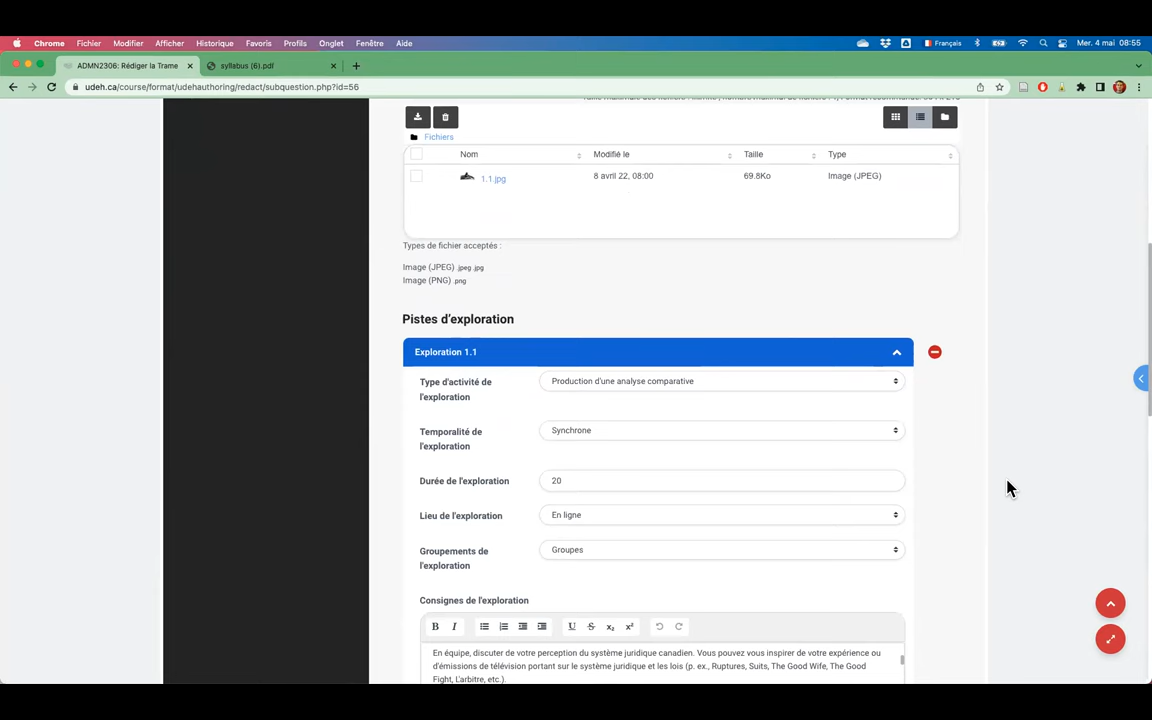 Chrome Fichier Modifier Afficher Historique Favoris Profils Onglet Fenêtre Aide Français Mer. 4 mai 08:55
ADMN2306: Rédiger la Trame syllabus (6).pdf
udeh.ca/course/format/udehauthoring/redact/subquestion.php?id=56
Fichiers
Nom Modifié le Taille Type
1.1.jpg 8 avril 22, 08:00 69.8Ko Image (JPEG)
Types de fichier acceptés :
Image (JPEG) .jpeg .jpg
Image (PNG) .png
Pistes d'exploration
Exploration 1.1
Type d'activité de l'exploration Production d'une analyse comparative
Temporalité de l'exploration Synchrone
Durée de l'exploration 20
Lieu de l'exploration En ligne
Groupements de l'exploration Groupes
Consignes de l'exploration
B I U S x₂ x²
En équipe, discuter de votre perception du système juridique canadien. Vous pouvez vous inspirer de votre expérience ou
d'émissions de télévision portant sur le système juridique et les lois (p. ex., Ruptures, Suits, The Good Wife, The Good
Fight, L'arbitre, etc.).